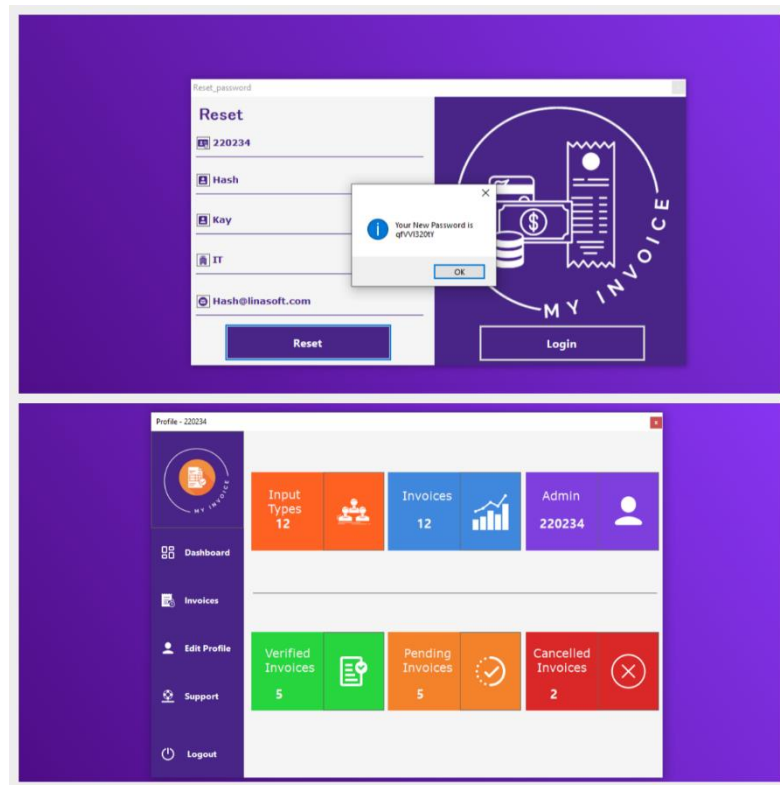 Reset_password
Reset
220234
Hash
Kay
IT
Hash@linasoft.com
Reset
Your New Password is
OK
MY INVOICE
Login
Profile - 220234
MY INVOICE
Dashboard
Invoices
Edit Profile
Support
Logout
Input
Types
12
Invoices
12
Admin
220234
Verified
Invoices
5
Pending
Invoices
5
Cancelled
Invoices
2